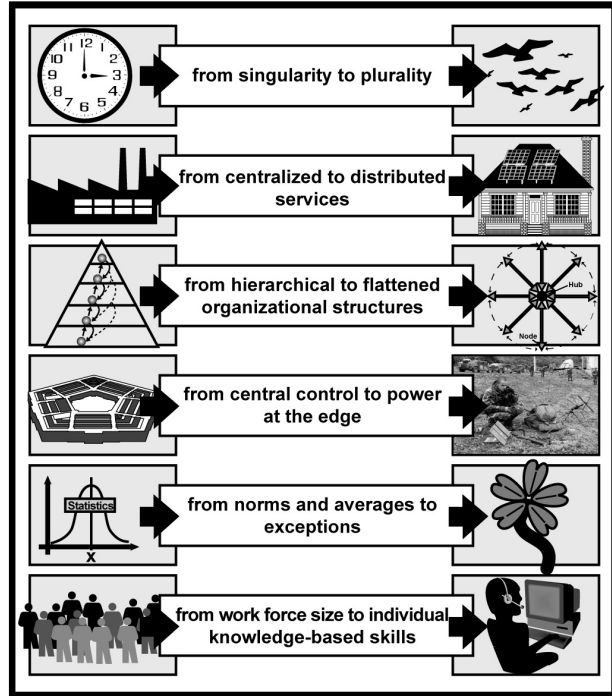 12
11
1
10
2
9
3
8
4
7
5
6
from singularity to plurality
from centralized to distributed
services
from hierarchical to flattened
organizational structures
Hub
Node
from central control to power
at the edge
Statistics
X
from norms and averages to
exceptions
from work force size to individual
knowledge-based skills